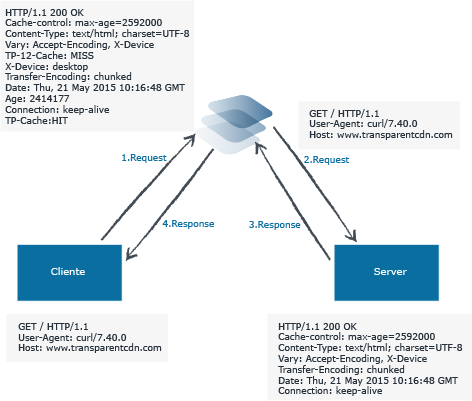 HTTP/1.1 200 OK
Cache-control: max-age=2592000
Content-Type: text/html; charset=UTF-8
Vary: Accept-Encoding, X-Device
TP-12-Cache: MISS
X-Device: desktop
Transfer-Encoding: chunked
Date: Thu, 21 May 2015 10:16:48 GMT
Age: 2414177
Connection: keep-alive
TP-Cache:HIT
GET / HTTP/1.1
User-Agent: curl/7.40.0
Host: www.transparentcdn.com
1.Request
2.Request
4.Response
3.Response
Cliente
Server
GET / HTTP/1.1
User-Agent: curl/7.40.0
Host: www.transparentcdn.com
HTTP/1.1 200 OK
Cache-control: max-age=2592000
Content-Type: text/html; charset=UTF-8
Vary: Accept-Encoding, X-Device
Transfer-Encoding: chunked
Date: Thu, 21 May 2015 10:16:48 GMT
Connection: keep-alive